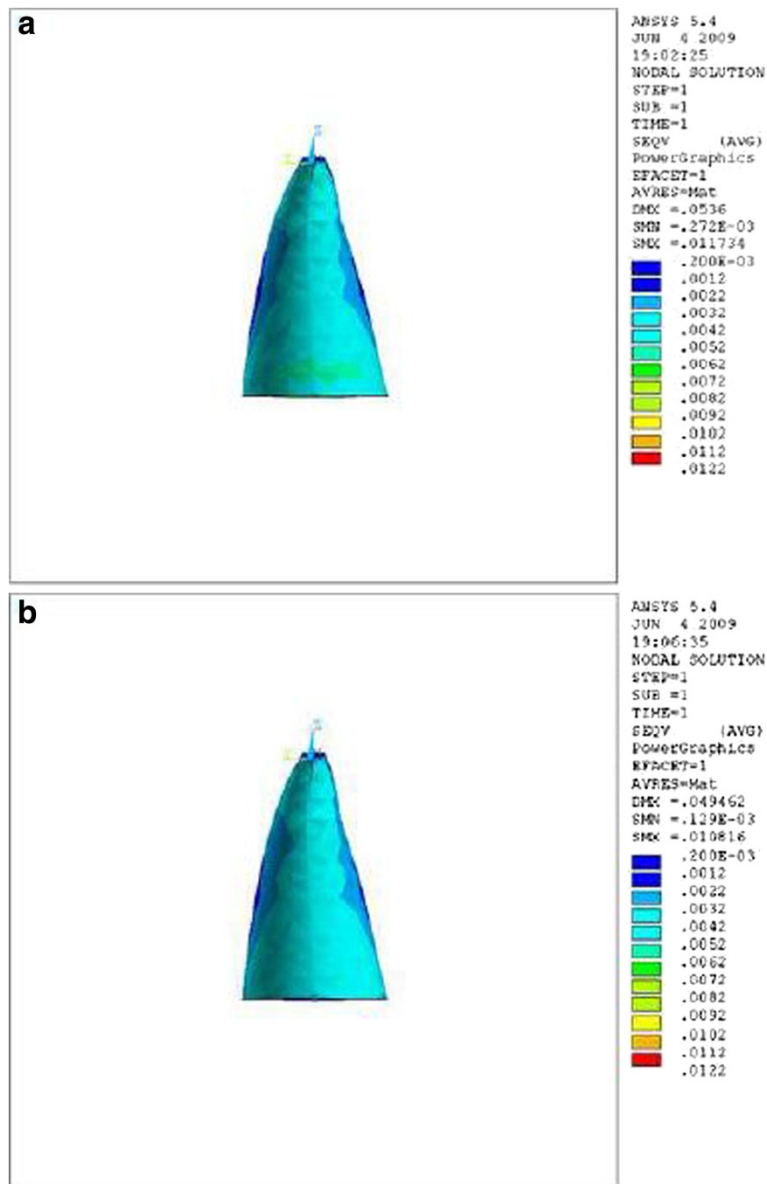 a
ANSYS 5.4
JUN 4 2009
19:02:25
NODAL SOLUTION
STEP=1
SUB =1
TIME=1
SEQV (AVG)
PowerGraphics
EFACET=1
AVRES=Mat
DMX =.0536
SMN =.272E-03
SMX =.011734
.200E-03
.0012
.0022
.0032
.0042
.0052
.0062
.0072
.0082
.0092
.0102
.0112
.0122
b
ANSYS 5.4
JUN 4 2009
19:06:35
NODAL SOLUTION
STEP=1
SUB =1
TIME=1
SEQV (AVG)
PowerGraphics
EFACET=1
AVRES=Mat
DMX =.049462
SMN =.129E-03
SMX =.010816
.200E-03
.0012
.0022
.0032
.0042
.0052
.0062
.0072
.0082
.0092
.0102
.0112
.0122